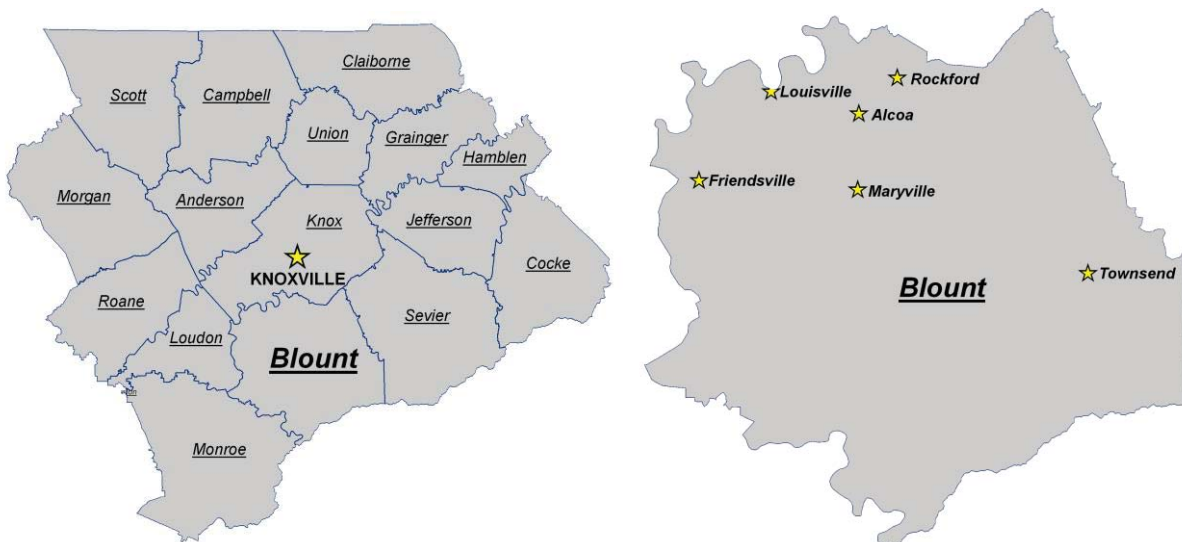 Claiborne
Scott
Campbell
Union
Grainger
Hamblen
Morgan
Anderson
Knox
Jefferson
KNOXVILLE
Cocke
Roane
Sevier
Loudon
Blount
Monroe
Rockford
Louisville
Alcoa
Friendsville
Maryville
Townsend
Blount